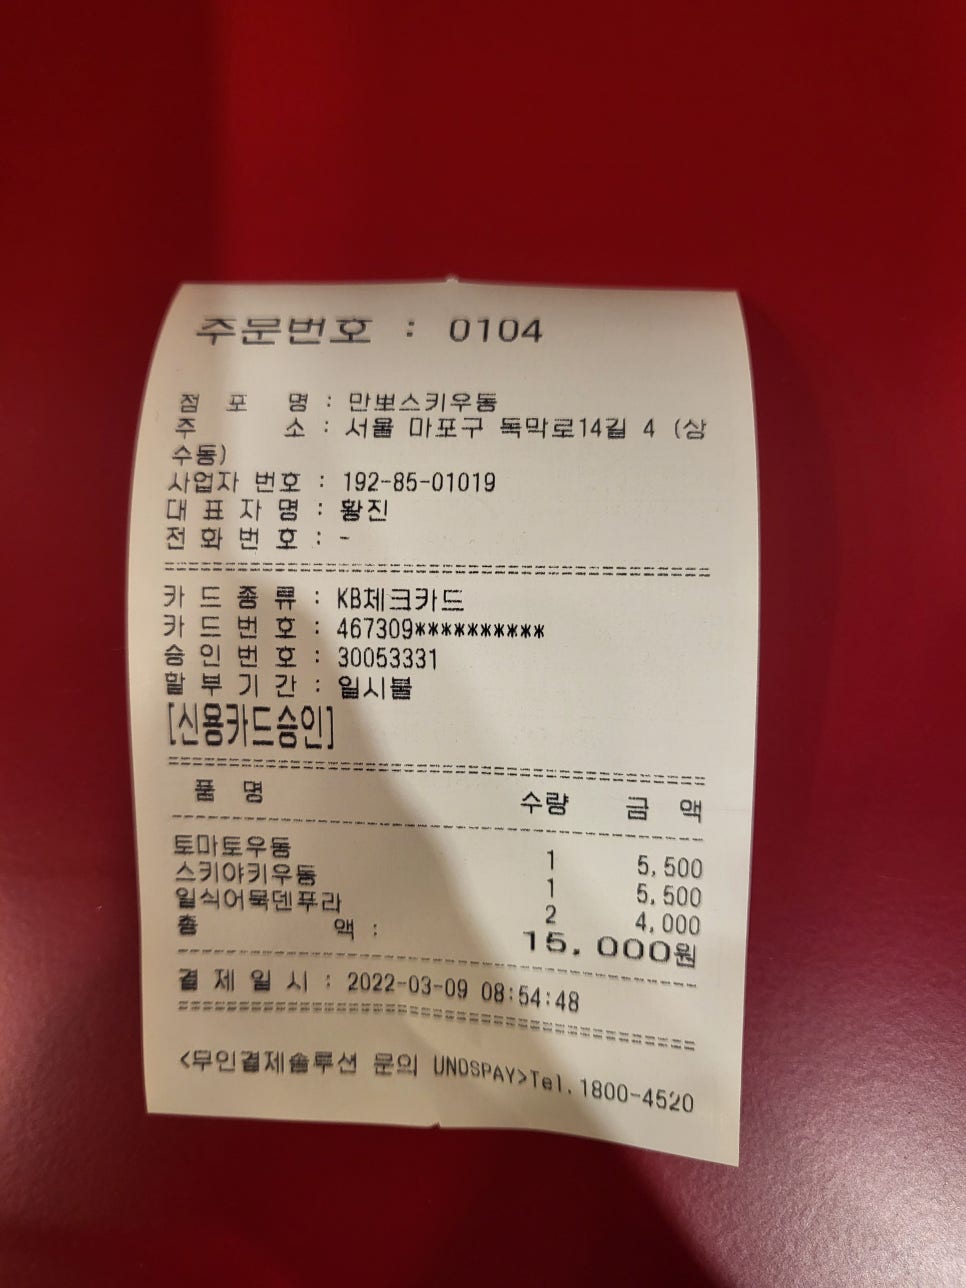 주문번호 : 0104
점 포 명 : 만뽀스키우동
주 소 : 서울 마포구 독막로14길 4 (상
수동)
사업자 번호 : 192-85-01019
대 표 자 명 : 황진
전 화 번 호 : -
카 드 종 류 : KB체크카드
카 드 번 호 : 467309**********
승 인 번 호 : 30053331
할 부 기 간 : 일시불
[신용카드승인]
품 명 수량 금 액
토마토우동 1 5,500
스키야키우동 1 5,500
일식어묵덴푸라 2 4,000
총 액 : 15,000원
결 제 일 시 : 2022-03-09 08:54:48
<무인결제솔루션 문의 UNOSPAY>Tel.1800-4520